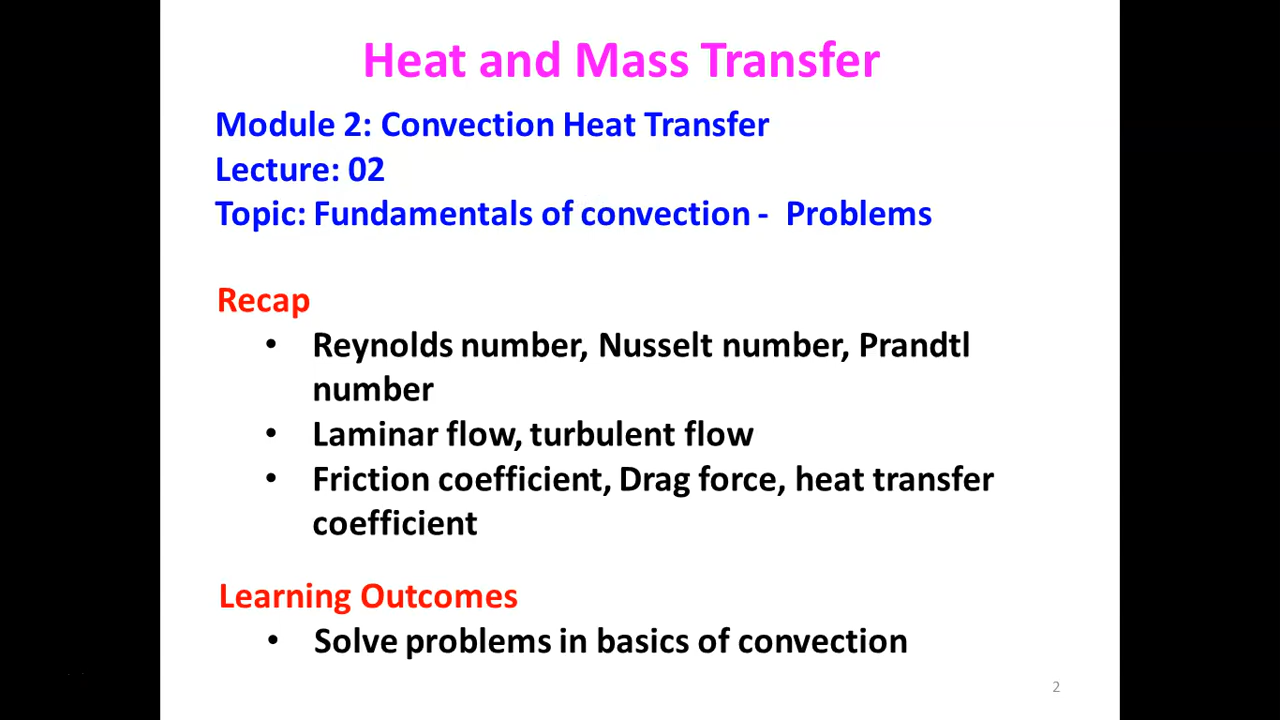 Heat and Mass Transfer
Module 2: Convection Heat Transfer
Lecture: 02
Topic: Fundamentals of convection -  Problems
Recap
• Reynolds number, Nusselt number, Prandtl
number
• Laminar flow, turbulent flow
• Friction coefficient, Drag force, heat transfer
coefficient
Learning Outcomes
• Solve problems in basics of convection
2